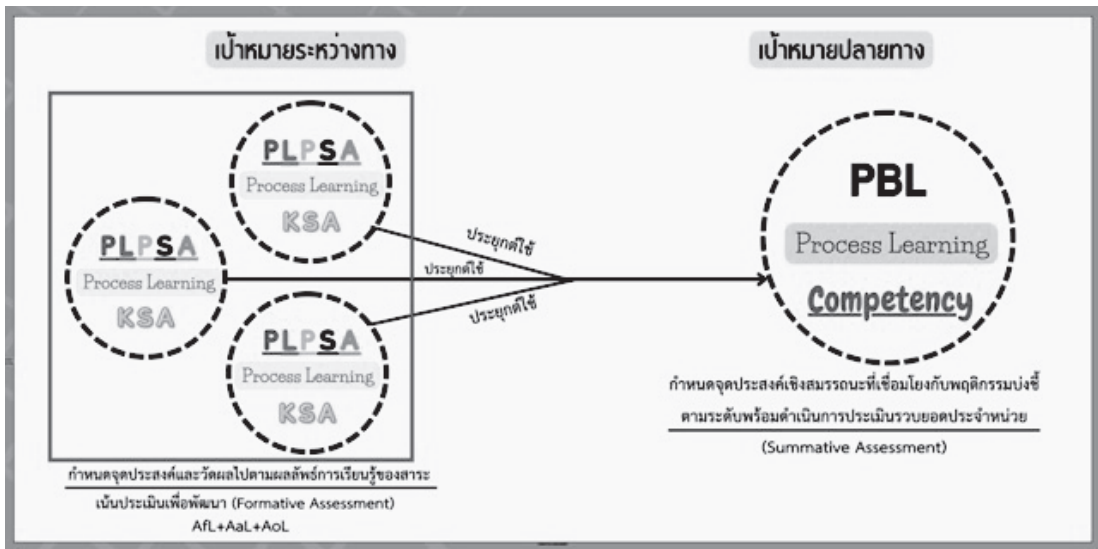 เป้าหมายระหว่างทาง
PLPSA
Process Learning
KSA
PLPSA
Process Learning
KSA
PLPSA
Process Learning
KSA
ประยุกต์ใช้
ประยุกต์ใช้
ประยุกต์ใช้
กำหนดจุดประสงค์และวัดผลไปตามผลลัพธ์การเรียนรู้ของสาระ
เน้นประเมินเพื่อพัฒนา (Formative Assessment)
AfL+AaL+AoL
เป้าหมายปลายทาง
PBL
Process Learning
Competency
กำหนดจุดประสงค์เชิงสมรรถนะที่เชื่อมโยงกับพฤติกรรมบ่งชี้
ตามระดับพร้อมดำเนินการประเมินรวบยอดประจำหน่วย
(Summative Assessment)